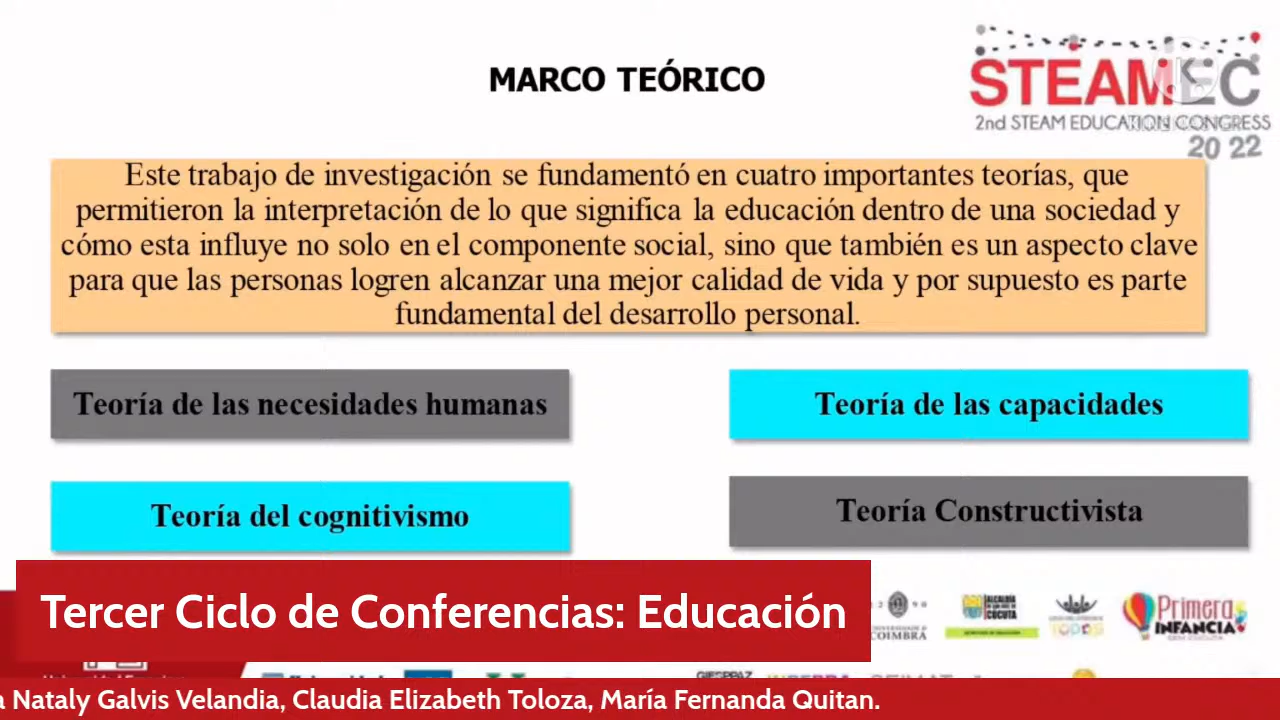 MARCO TEÓRICO
STEAMEC
2nd STEAM EDUCATION CONGRESS
20 22
Este trabajo de investigación se fundamentó en cuatro importantes teorías, que
permitieron la interpretación de lo que significa la educación dentro de una sociedad y
cómo esta influye no solo en el componente social, sino que también es un aspecto clave
para que las personas logren alcanzar una mejor calidad de vida y por supuesto es parte
fundamental del desarrollo personal.
Teoría de las necesidades humanas
Teoría de las capacidades
Teoría del cognitivismo
Teoría Constructivista
Tercer Ciclo de Conferencias: Educación
COIMBRA
ALCALDÍA
CÚCUTA
Primera
INFANCIA
Nataly Galvis Velandia, Claudia Elizabeth Toloza, María Fernanda Quitan.